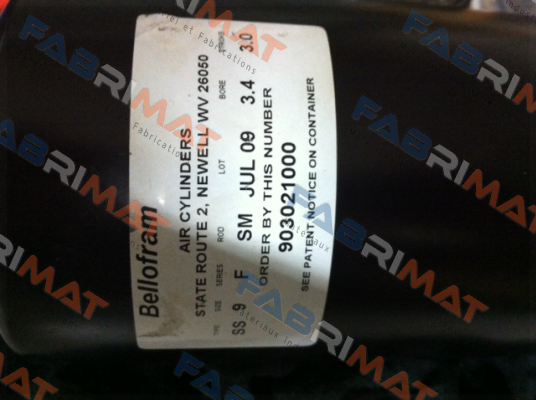 Bellofram
AIR CYLINDERS
STATE ROUTE 2, NEWELL WV 26050
TYPE SIZE SERIES ROD LOT BORE STROKE
SS 9 F SM JUL 09 3.4 3.0
ORDER BY THIS NUMBER
903021000
SEE PATENT NOTICE ON CONTAINER
FABRIMAT
FABRIMAT
FABRIMAT
FABRIMAT
FABRIMAT
FABRIMAT
FABRIMAT